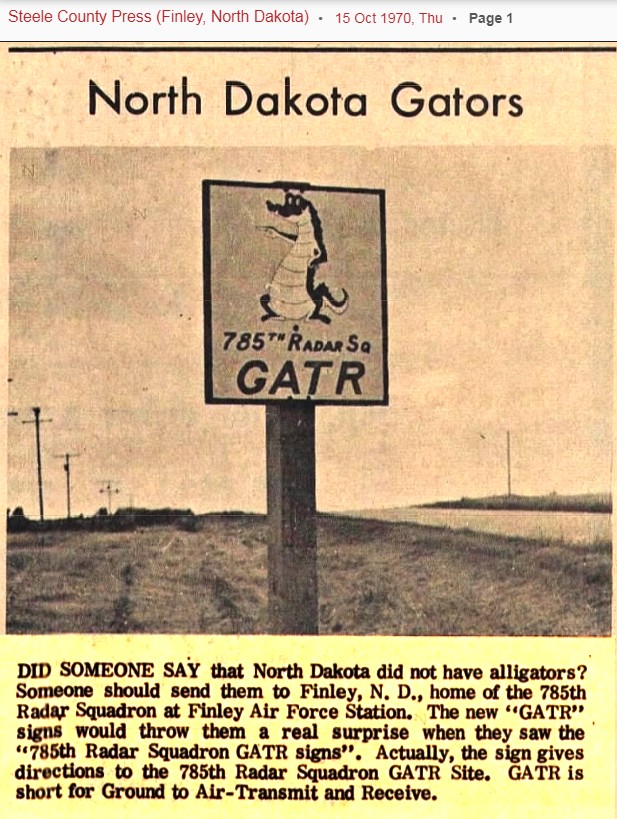 Steele County Press (Finley, North Dakota) · 15 Oct 1970, Thu · Page 1
North Dakota Gators
785TH RADAR SQ
GATR
DID SOMEONE SAY that North Dakota did not have alligators?
Someone should send them to Finley, N. D., home of the 785th
Radar Squadron at Finley Air Force Station. The new "GATR"
signs would throw them a real surprise when they saw the
"785th Radar Squadron GATR signs". Actually, the sign gives
directions to the 785th Radar Squadron GATR Site. GATR is
short for Ground to Air-Transmit and Receive.